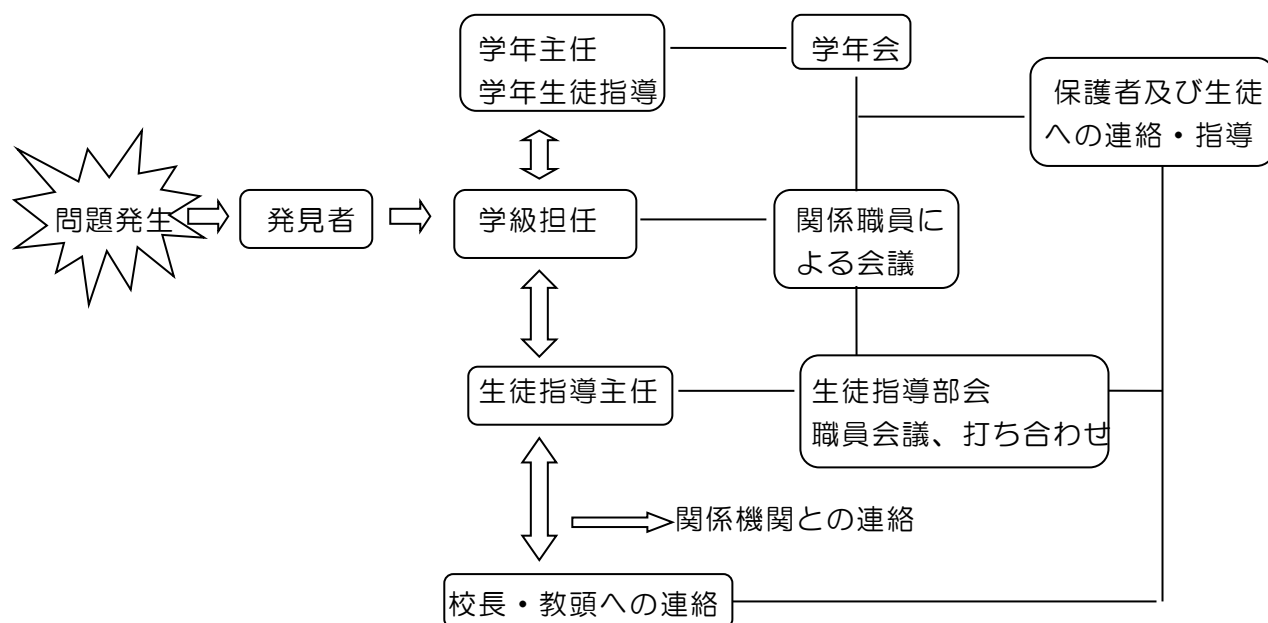 学年主任
学年生徒指導
学年会
保護者及び生徒
への連絡・指導
問題発生
発見者
学級担任
関係職員に
よる会議
生徒指導主任
生徒指導部会
職員会議、打ち合わせ
関係機関との連絡
校長・教頭への連絡